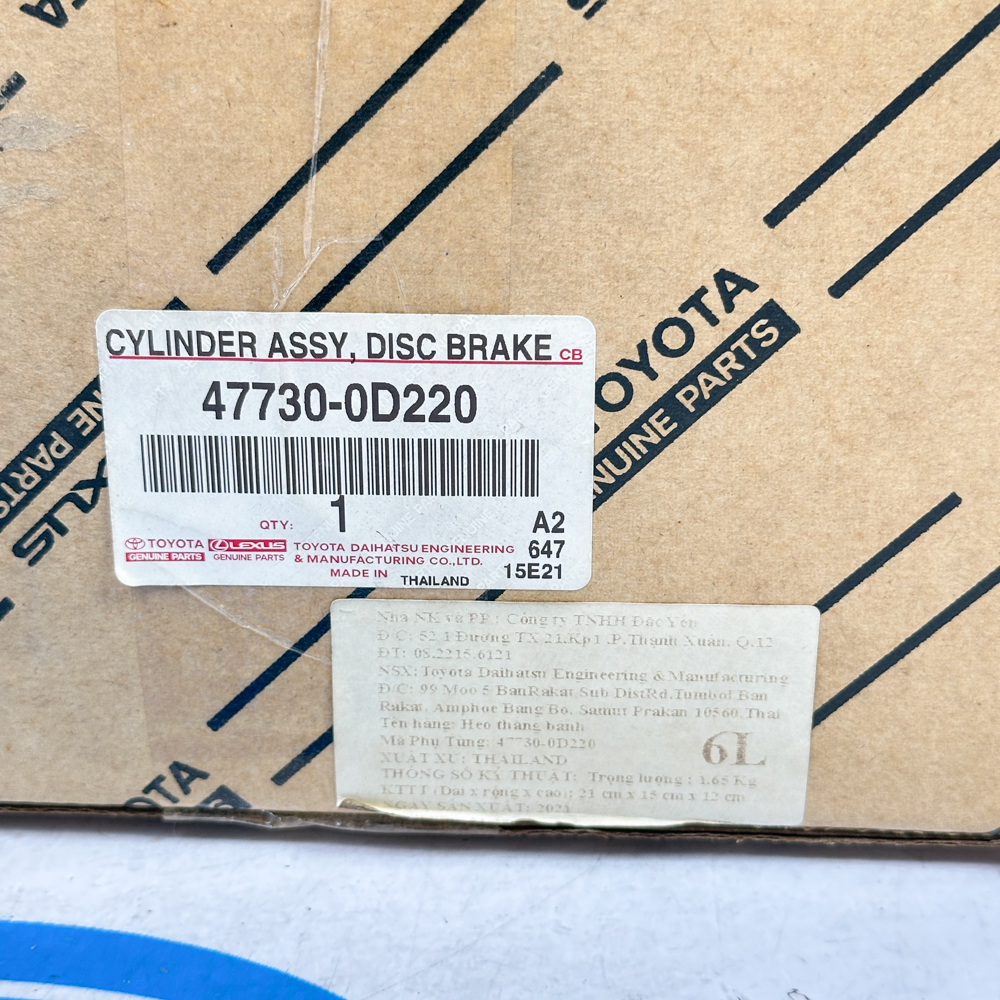 CYLINDER ASSY, DISC BRAKE CB
47730-0D220
QTY: 1
A2
647
15E21
TOYOTA
GENUINE PARTS
LEXUS
GENUINE PARTS
TOYOTA DAIHATSU ENGINEERING
& MANUFACTURING CO.,LTD.
MADE IN THAILAND
TOYOTA
GENUINE PARTS
LEXUS
PARTS
Nhà NK và PP: Công ty TNHH Đắc Yến
Đ/C: 52/1 Đường TX 21.Kp1 .P.Thạnh Xuân. Q.12
ĐT: 08.2215.6121
NSX: Toyota Daihatsu Engineering & Manufacturing
Đ/C: 99 Moo 5 BanRakat Sub DistRd.Tumbol Ban
Rakat, Amphoe Bang Bo, Samut Prakan 10560.Thai
Tên hàng: Heo thắng bánh
Mã Phụ Tùng: 47730-0D220
XUẤT XỨ: THAILAND
6L
THÔNG SỐ KỸ THUẬT: Trọng lượng : 1.65 Kg
KTTT (Dài x rộng x cao): 21 cm x 15 cm x 12 cm
NGÀY SẢN XUẤT: 2021